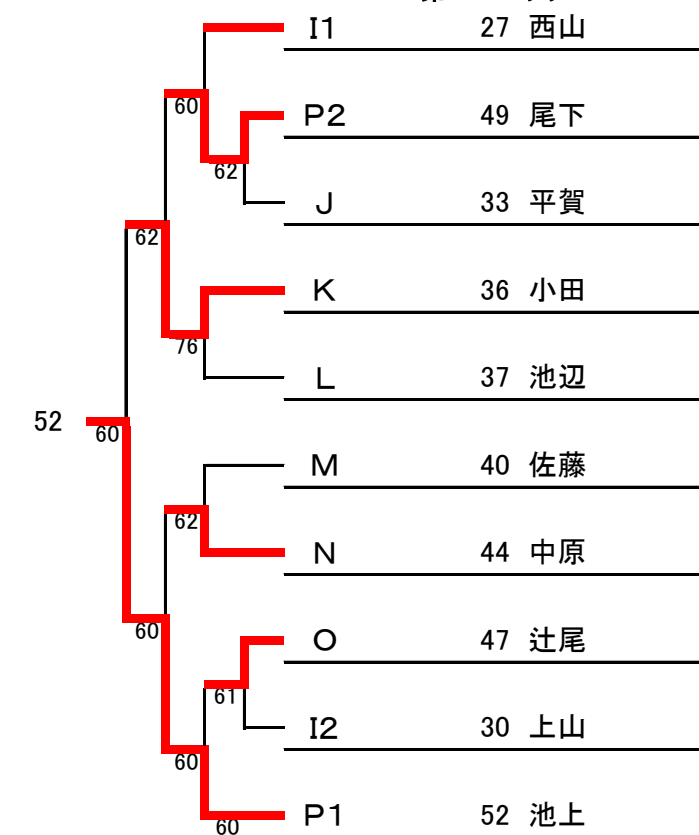 I1 27 西山
60
P2 49 尾下
62
J 33 平賀
62
K 36 小田
76
L 37 池辺
52 60
M 40 佐藤
62
N 44 中原
60
O 47 辻尾
61
I2 30 上山
60
P1 52 池上
60